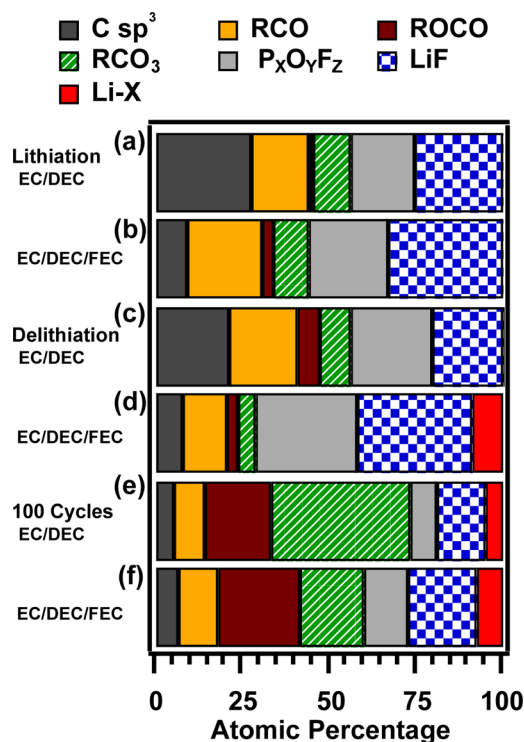 C sp³ RCO ROCO
RCO₃ PₓOᵧF_Z LiF
Li-X
(a)
Lithiation
EC/DEC
(b)
EC/DEC/FEC
(c)
Delithiation
EC/DEC
(d)
EC/DEC/FEC
(e)
100 Cycles
EC/DEC
(f)
EC/DEC/FEC
0 25 50 75 100
Atomic Percentage